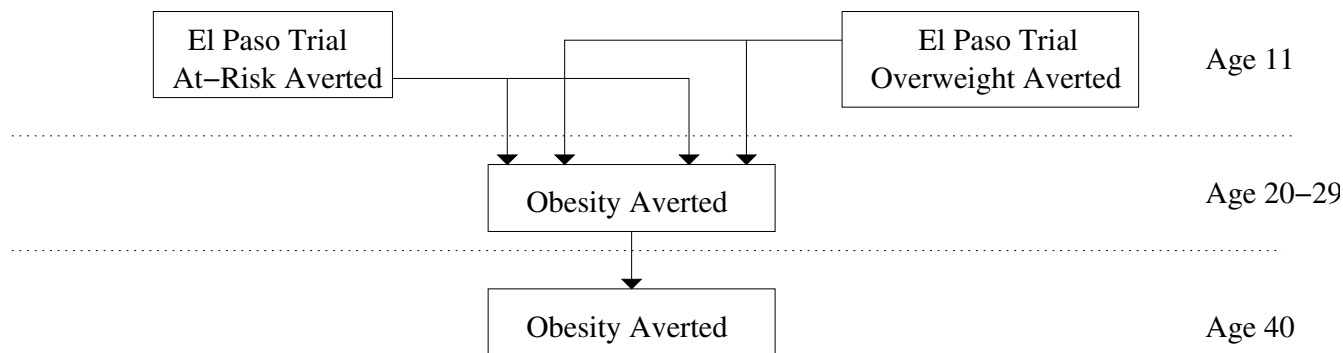 El Paso Trial
At−Risk Averted
El Paso Trial
Overweight Averted
Age 11
Obesity Averted
Age 20−29
Obesity Averted
Age 40